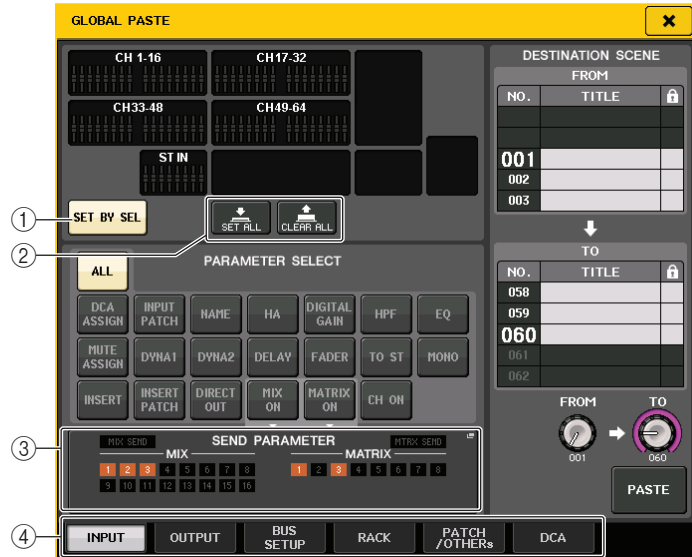 GLOBAL PASTE
CH 1-16
CH17-32
CH33-48
CH49-64
ST IN
① SET BY SEL
②
SET ALL
CLEAR ALL
ALL
PARAMETER SELECT
DCA ASSIGN
INPUT PATCH
NAME
HA
DIGITAL GAIN
HPF
EQ
MUTE ASSIGN
DYNA1
DYNA2
DELAY
FADER
TO ST
MONO
INSERT
INSERT PATCH
DIRECT OUT
MIX ON
MATRIX ON
CH ON
③
MIX SEND
SEND PARAMETER
MTRX SEND
MIX
MATRIX
1 2 3 4 5 6 7 8
1 2 3 4 5 6 7 8
9 10 11 12 13 14 15 16
④
INPUT
OUTPUT
BUS SETUP
RACK
PATCH /OTHERs
DCA
DESTINATION SCENE
FROM
NO. TITLE
001
002
003
TO
NO. TITLE
058
059
060
061
062
FROM
TO
001
060
PASTE